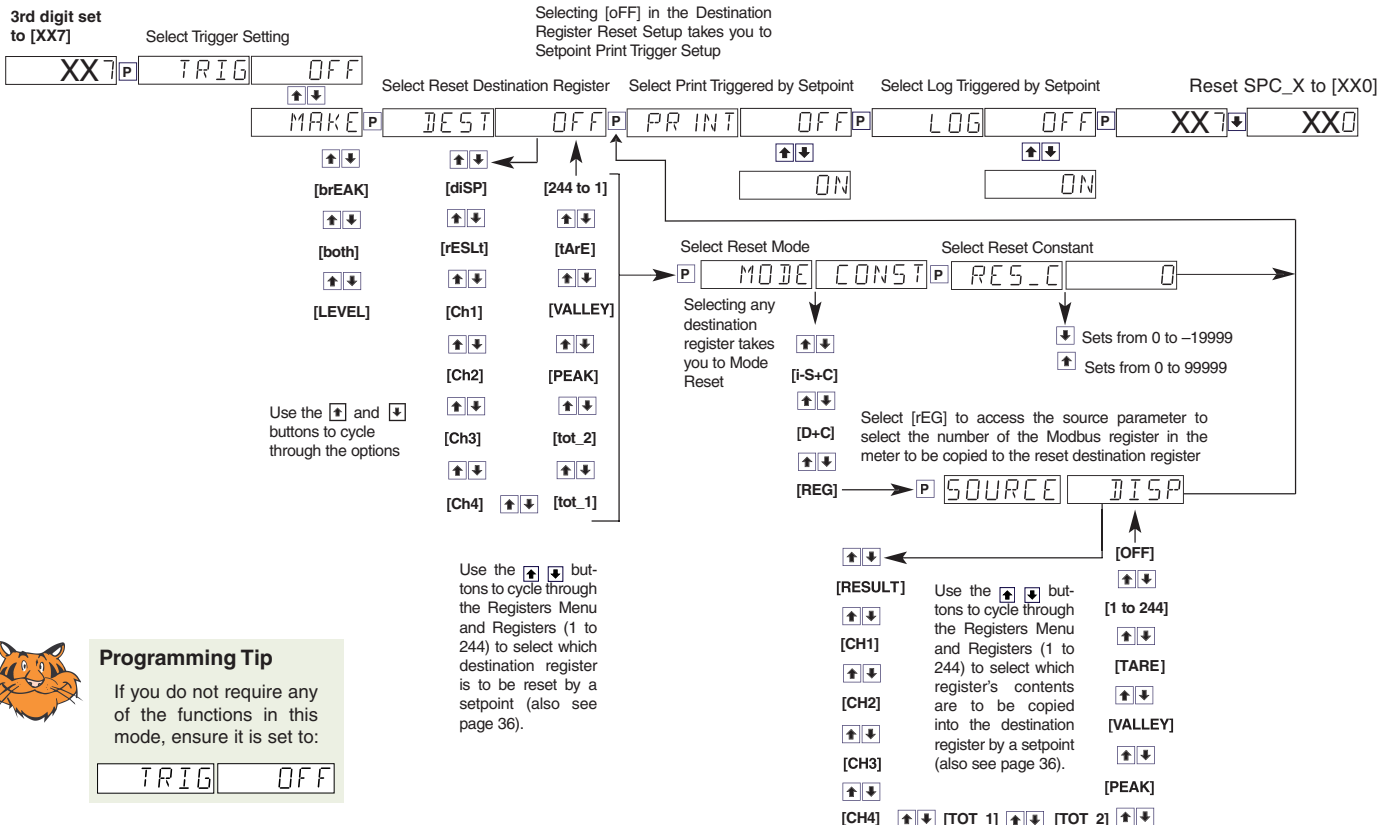 3rd digit set
to [XX7]
Select Trigger Setting
Selecting [oFF] in the Destination
Register Reset Setup takes you to
Setpoint Print Trigger Setup
XX7 P TRIG OFF
Select Reset Destination Register
Select Print Triggered by Setpoint
Select Log Triggered by Setpoint
Reset SPC_X to [XX0]
MAKE P DEST OFF P PRINT OFF P LOG OFF P XX7 XX0
ON
ON
[brEAK]
[both]
[LEVEL]
[diSP]
[rESLt]
[Ch1]
[Ch2]
[Ch3]
[Ch4]
[244 to 1]
[tArE]
[VALLEY]
[PEAK]
[tot_2]
[tot_1]
Use the and
buttons to cycle
through the options
Select Reset Mode
Select Reset Constant
P MODE CONST P RES_C 0
Selecting any
destination
register takes
you to Mode
Reset
Sets from 0 to –19999
Sets from 0 to 99999
[i-S+C]
[D+C]
[REG]
Select [rEG] to access the source parameter to
select the number of the Modbus register in the
meter to be copied to the reset destination register
P SOURCE DISP
Use the but-
tons to cycle through
the Registers Menu
and Registers (1 to
244) to select which
destination register
is to be reset by a
setpoint (also see
page 36).
[RESULT]
[CH1]
[CH2]
[CH3]
[CH4] [TOT_1] [TOT_2]
Use the but-
tons to cycle through
the Registers Menu
and Registers (1 to
244) to select which
register's contents
are to be copied
into the destination
register by a setpoint
(also see page 36).
[OFF]
[1 to 244]
[TARE]
[VALLEY]
[PEAK]
Programming Tip
If you do not require any
of the functions in this
mode, ensure it is set to:
TRIG OFF